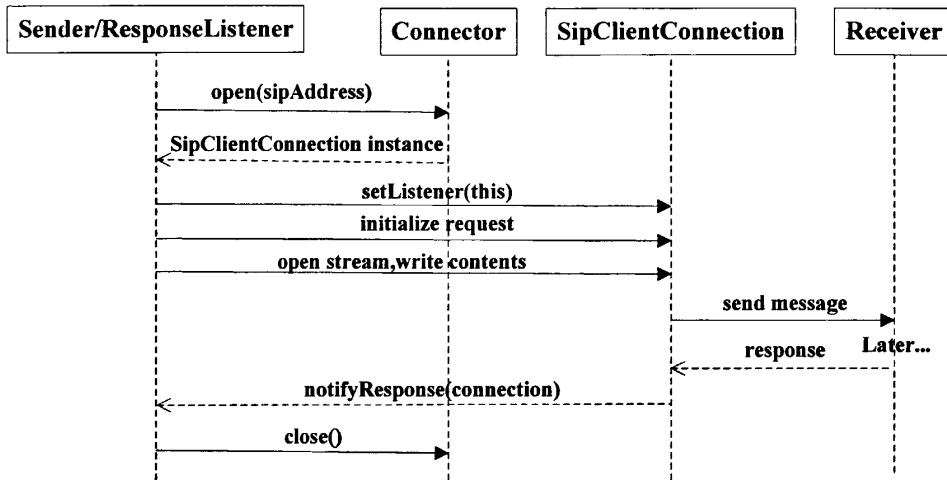 Sender/ResponseListener
Connector
SipClientConnection
Receiver
open(sipAddress)
SipClientConnection instance
setListener(this)
initialize request
open stream,write contents
send message
Later...
response
notifyResponse(connection)
close()